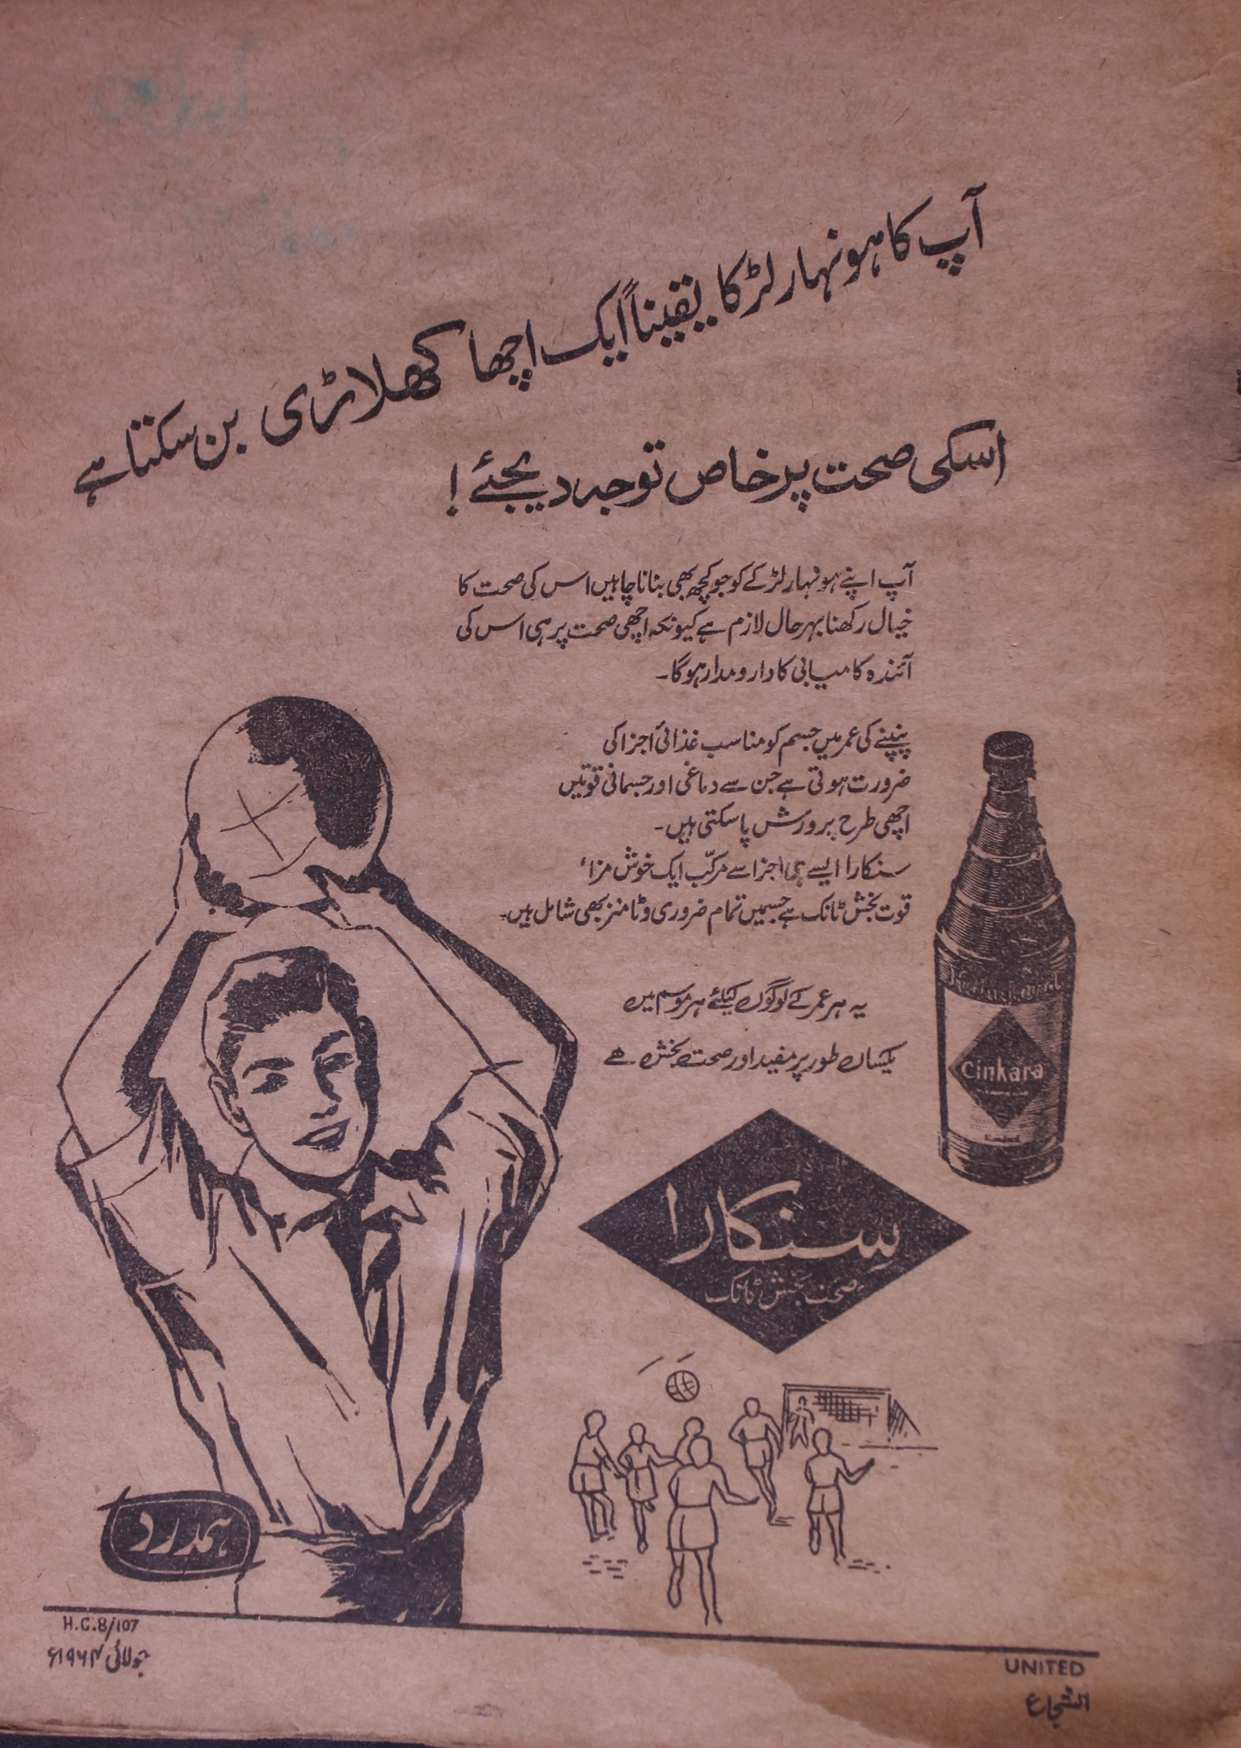 آپ کا ہونہار لڑکا یقیناً ایک اچھا کھلاڑی بن سکتا ہے
اسکی صحت پر خاص توجہ دیجئے !
آپ اپنے ہونہار لڑکے کو جو کچھ بھی بنانا چاہیں اس کی صحت کا
خیال رکھنا بہرحال لازم ہے کیونکہ اچھی صحت پر ہی اس کی
آئندہ کامیابی کا دارومدار ہوگا۔
پنپنے کی عمر میں جسم کو مناسب غذائی اجزا کی
ضرورت ہوتی ہے جن سے دماغی اور جسمانی قوتیں
اچھی طرح پرورش پا سکتی ہیں۔
سنکارا ایسے ہی اجزا سے مرکّب ایک خوش مزا،
قوت بخش ٹانک ہے جسمیں تمام ضروری وٹامنز بھی شامل ہیں۔
یہ ہر عمر کے لوگوں کیلئے ہر موسم میں
یکساں طور پر مفید اور صحت بخش ہے
Hamdard
Cinkara
سنکارا
صحت بخش ٹانک
ہمدرد
H.C.8/107
جولائی ۱۹۶۴ء
UNITED
الشجاع